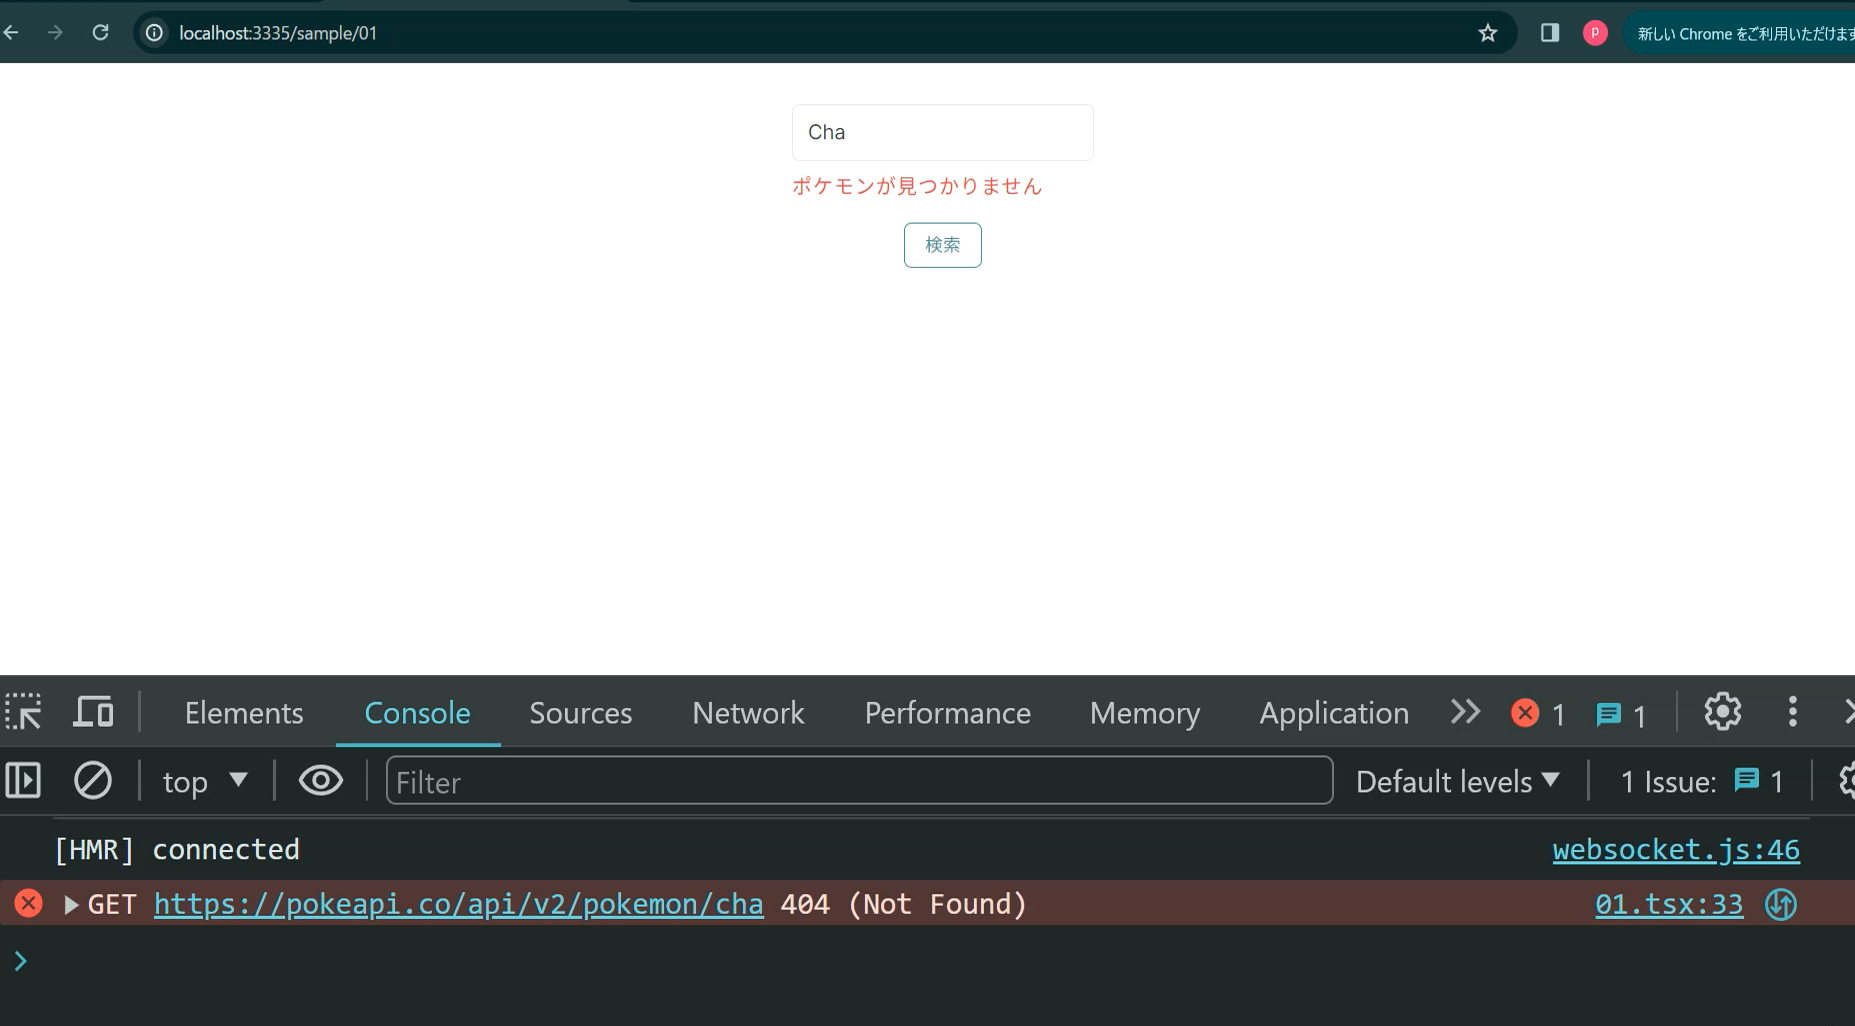 localhost:3335/sample/01
P
新しい Chrome をご利用いただけます
Cha
ポケモンが見つかりません
検索
Elements Console Sources Network Performance Memory Application 1 1
top Filter Default levels 1 Issue: 1
[HMR] connected websocket.js:46
GET https://pokeapi.co/api/v2/pokemon/cha 404 (Not Found) 01.tsx:33